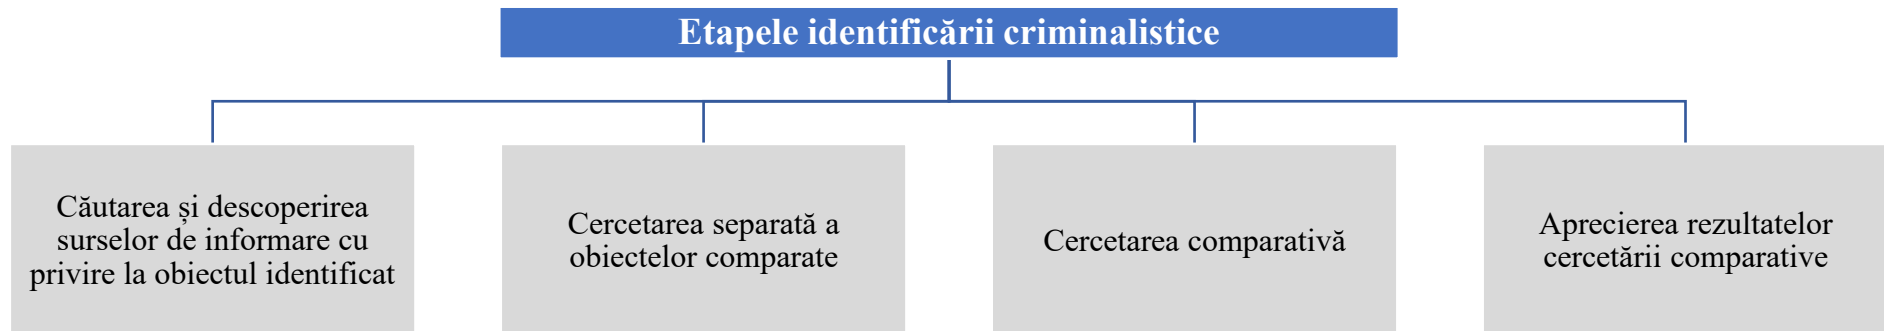 Etapele identificării criminalistice
Căutarea și descoperirea
surselor de informare cu
privire la obiectul identificat
Cercetarea separată a
obiectelor comparate
Cercetarea comparativă
Aprecierea rezultatelor
cercetării comparative